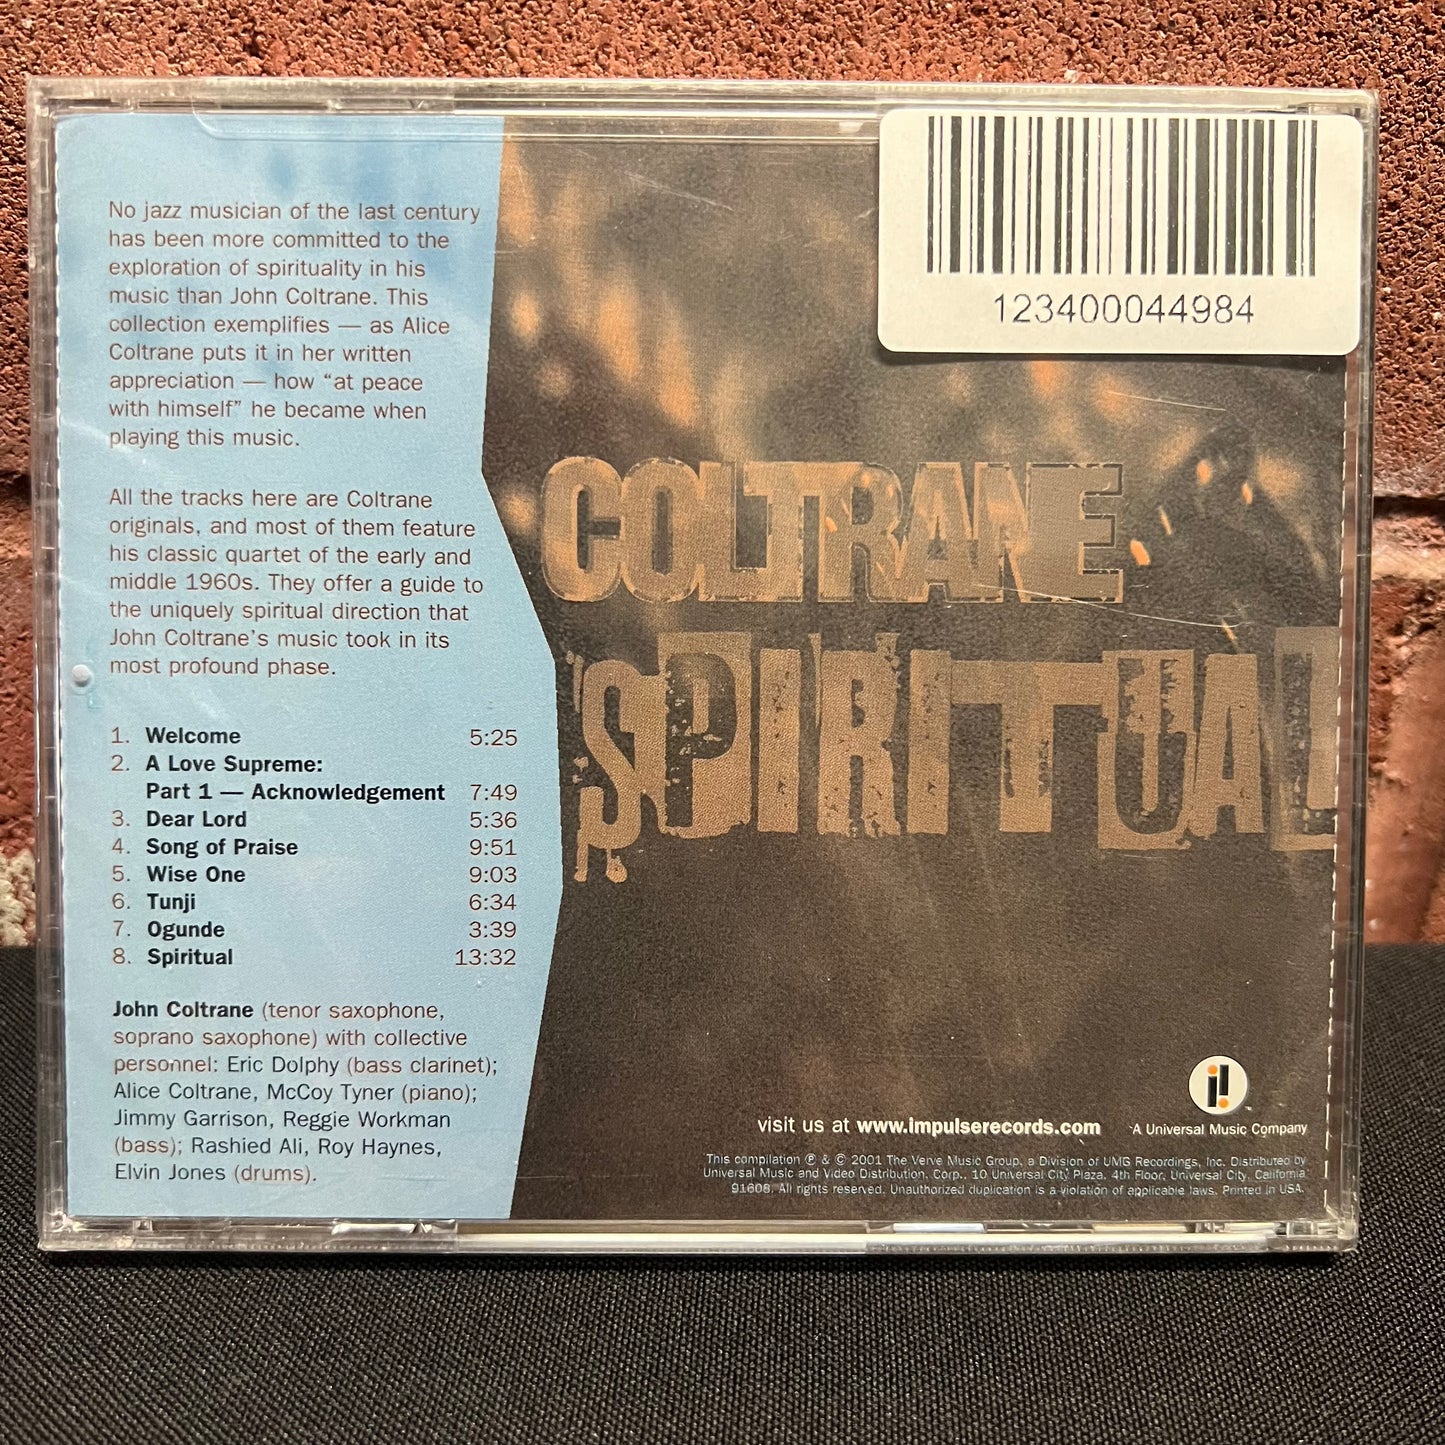 No jazz musician of the last century
has been more committed to the
exploration of spirituality in his
music than John Coltrane. This
collection exemplifies — as Alice
Coltrane puts it in her written
appreciation — how “at peace
with himself” he became when
playing this music.
All the tracks here are Coltrane
originals, and most of them feature
his classic quartet of the early and
middle 1960s. They offer a guide to
the uniquely spiritual direction that
John Coltrane’s music took in its
most profound phase.
1. Welcome 5:25
2. A Love Supreme:
Part 1 — Acknowledgement 7:49
3. Dear Lord 5:36
4. Song of Praise 9:51
5. Wise One 9:03
6. Tunji 6:34
7. Ogunde 3:39
8. Spiritual 13:32
John Coltrane (tenor saxophone,
soprano saxophone) with collective
personnel: Eric Dolphy (bass clarinet);
Alice Coltrane, McCoy Tyner (piano);
Jimmy Garrison, Reggie Workman
(bass); Rashied Ali, Roy Haynes,
Elvin Jones (drums).
123400044984
COLTRANE
SPIRITUAL
visit us at www.impulserecords.com
A Universal Music Company
This compilation ℗ & © 2001 The Verve Music Group, a Division of UMG Recordings, Inc. Distributed by
Universal Music and Video Distribution, Corp., 10 Universal City Plaza, 4th Floor, Universal City, California
91608. All rights reserved. Unauthorized duplication is a violation of applicable laws. Printed in USA.